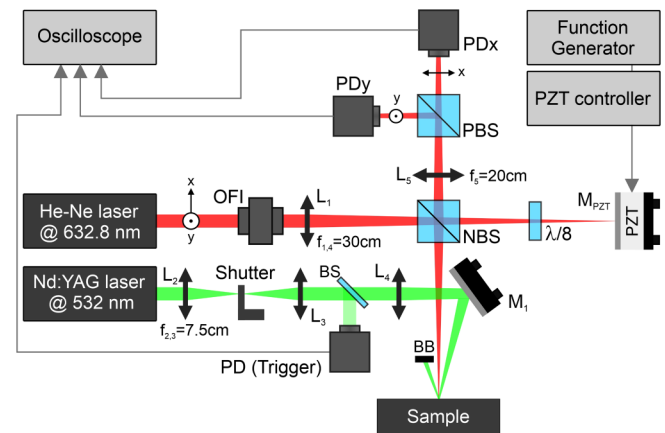 Oscilloscope
PDx
Function
Generator
x
PDy
y
PBS
PZT controller
L5
f5=20cm
x
OFI
L1
MPZT
He-Ne laser
@ 632.8 nm
y
PZT
f1,4=30cm
NBS
λ/8
Nd:YAG laser
@ 532 nm
L2
Shutter
BS
L4
M1
f2,3=7.5cm
L3
BB
PD (Trigger)
Sample